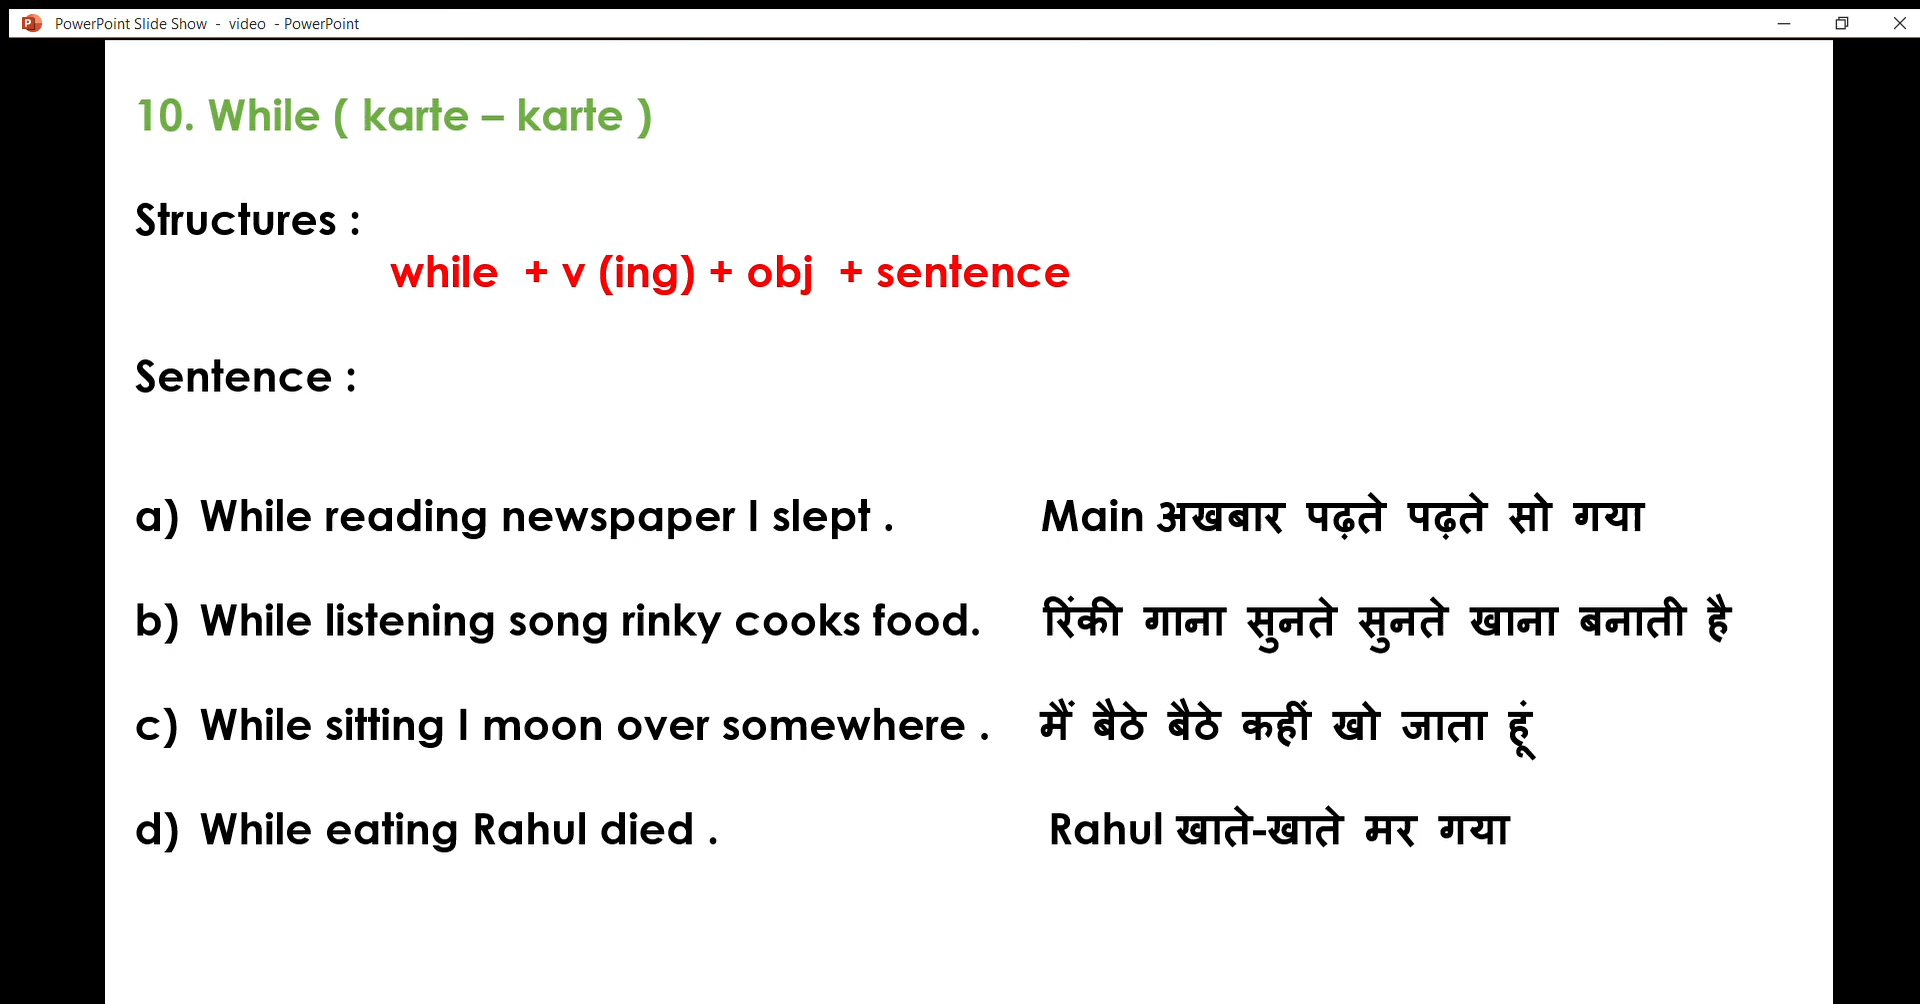 PowerPoint Slide Show - video - PowerPoint
10. While ( karte – karte )
Structures :
while + v (ing) + obj + sentence
Sentence :
a) While reading newspaper I slept . Main अखबार पढ़ते पढ़ते सो गया
b) While listening song rinky cooks food. रिंकी गाना सुनते सुनते खाना बनाती है
c) While sitting I moon over somewhere . मैं बैठे बैठे कहीं खो जाता हूं
d) While eating Rahul died . Rahul खाते-खाते मर गया